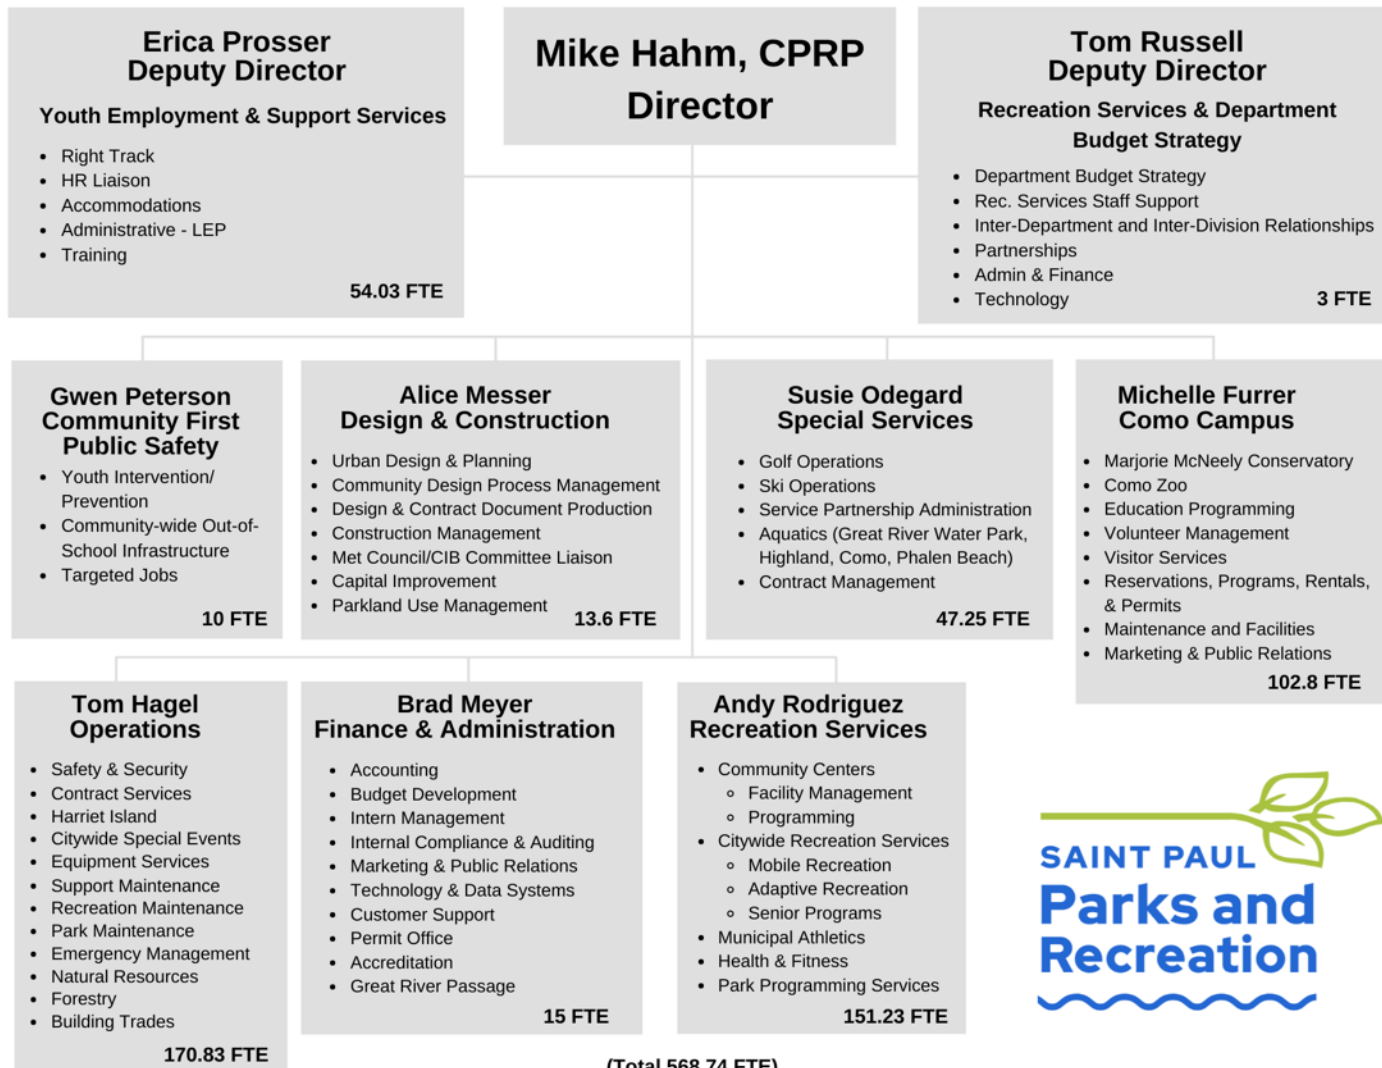 Erica Prosser
Deputy Director
Youth Employment & Support Services
• Right Track
• HR Liaison
• Accommodations
• Administrative - LEP
• Training
54.03 FTE
Mike Hahm, CPRP
Director
Tom Russell
Deputy Director
Recreation Services & Department
Budget Strategy
• Department Budget Strategy
• Rec. Services Staff Support
• Inter-Department and Inter-Division Relationships
• Partnerships
• Admin & Finance
• Technology
3 FTE
Gwen Peterson
Community First
Public Safety
• Youth Intervention/
Prevention
• Community-wide Out-of-
School Infrastructure
• Targeted Jobs
10 FTE
Alice Messer
Design & Construction
• Urban Design & Planning
• Community Design Process Management
• Design & Contract Document Production
• Construction Management
• Met Council/CIB Committee Liaison
• Capital Improvement
• Parkland Use Management
13.6 FTE
Susie Odegard
Special Services
• Golf Operations
• Ski Operations
• Service Partnership Administration
• Aquatics (Great River Water Park,
Highland, Como, Phalen Beach)
• Contract Management
47.25 FTE
Michelle Furrer
Como Campus
• Marjorie McNeely Conservatory
• Como Zoo
• Education Programming
• Volunteer Management
• Visitor Services
• Reservations, Programs, Rentals,
& Permits
• Maintenance and Facilities
• Marketing & Public Relations
102.8 FTE
Tom Hagel
Operations
• Safety & Security
• Contract Services
• Harriet Island
• Citywide Special Events
• Equipment Services
• Support Maintenance
• Recreation Maintenance
• Park Maintenance
• Emergency Management
• Natural Resources
• Forestry
• Building Trades
170.83 FTE
Brad Meyer
Finance & Administration
• Accounting
• Budget Development
• Intern Management
• Internal Compliance & Auditing
• Marketing & Public Relations
• Technology & Data Systems
• Customer Support
• Permit Office
• Accreditation
• Great River Passage
15 FTE
Andy Rodriguez
Recreation Services
• Community Centers
◦ Facility Management
◦ Programming
• Citywide Recreation Services
◦ Mobile Recreation
◦ Adaptive Recreation
◦ Senior Programs
• Municipal Athletics
• Health & Fitness
• Park Programming Services
151.23 FTE
SAINT PAUL
Parks and
Recreation
(Total 568.74 FTE)